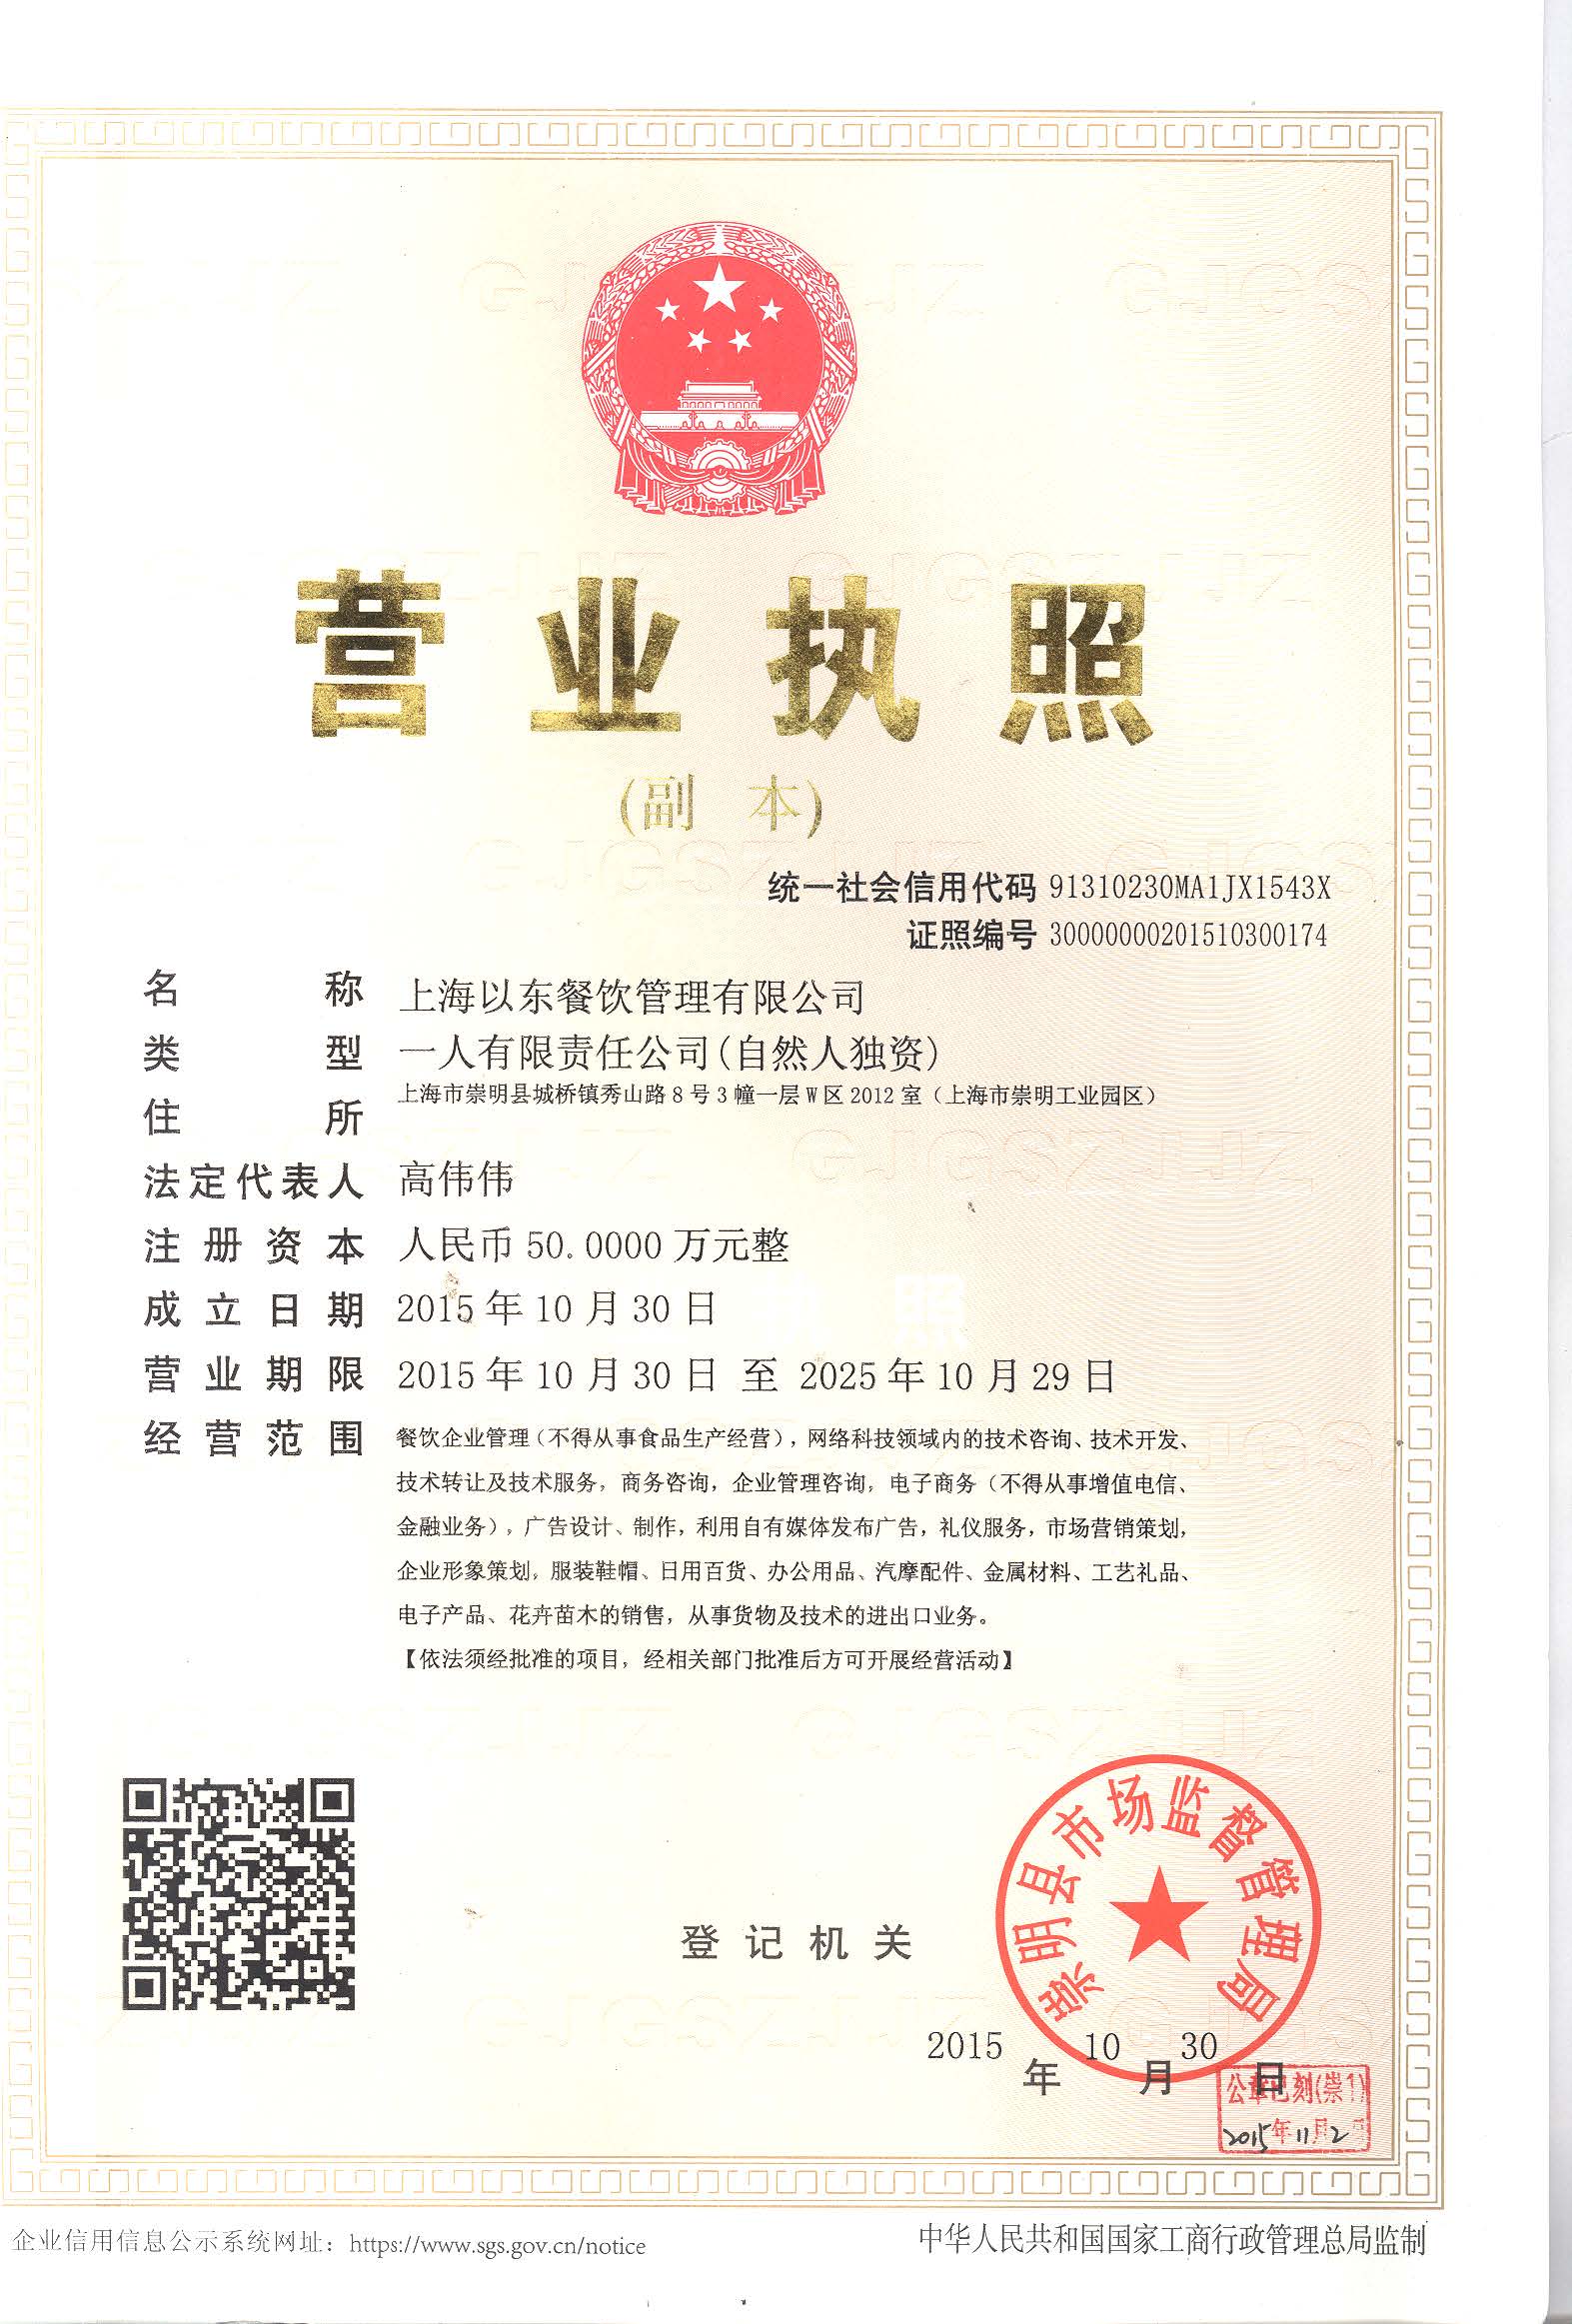 营业执照
(副 本)
统一社会信用代码 91310230MA1JX1543X
证照编号 30000000201510300174
名称 上海以东餐饮管理有限公司
类型 一人有限责任公司(自然人独资)
住所 上海市崇明县城桥镇秀山路8号3幢一层W区2012室（上海市崇明工业园区）
法定代表人 高伟伟
注册资本 人民币50.0000万元整
成立日期 2015年10月30日
营业期限 2015年10月30日 至 2025年10月29日
经营范围 餐饮企业管理（不得从事食品生产经营），网络科技领域内的技术咨询、技术开发、
技术转让及技术服务，商务咨询，企业管理咨询，电子商务（不得从事增值电信、
金融业务），广告设计、制作，利用自有媒体发布广告，礼仪服务，市场营销策划，
企业形象策划，服装鞋帽、日用百货、办公用品、汽摩配件、金属材料、工艺礼品、
电子产品、花卉苗木的销售，从事货物及技术的进出口业务。
【依法须经批准的项目，经相关部门批准后方可开展经营活动】
登记机关
崇明县市场监督管理局
2015年10月30日
公章已刻(崇1)
2015年11月2日
企业信用信息公示系统网址：https://www.sgs.gov.cn/notice
中华人民共和国国家工商行政管理总局监制